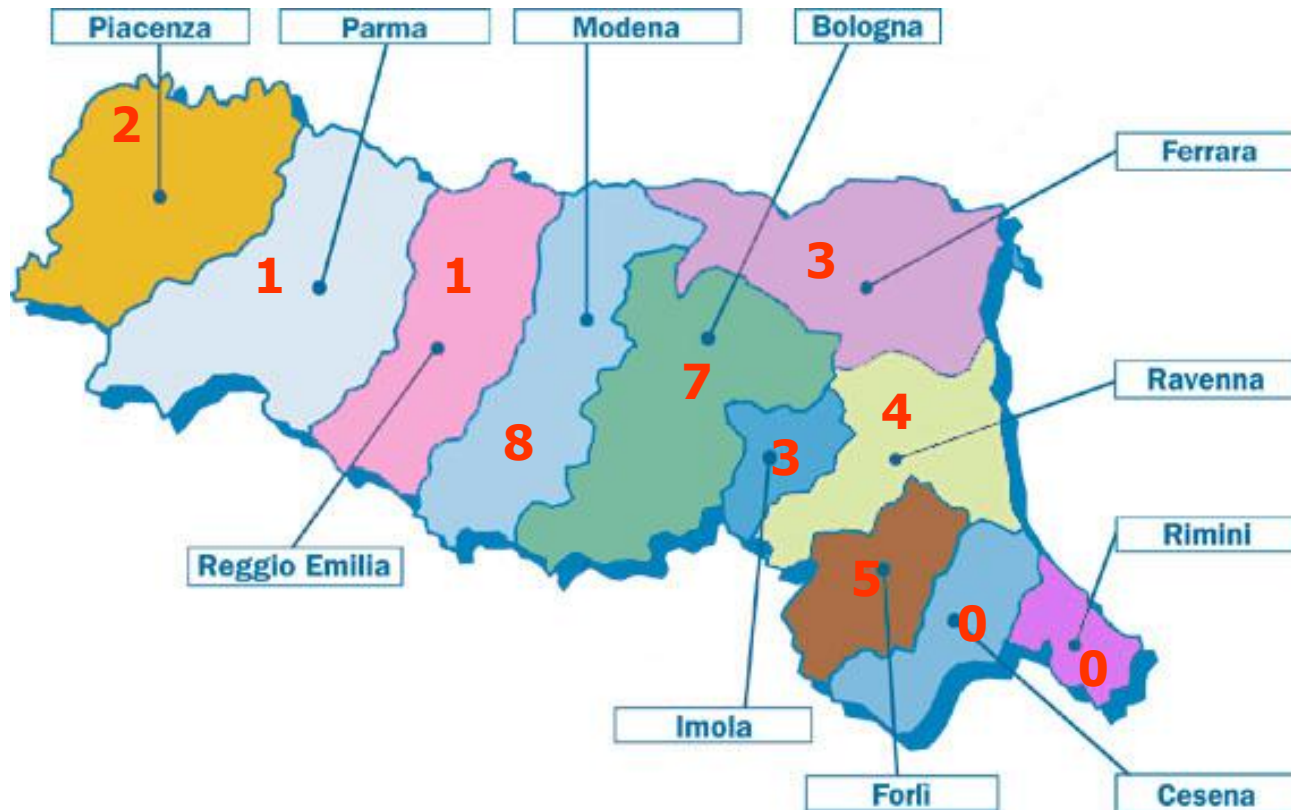 Piacenza
Parma
Modena
Bologna
2
Ferrara
1
1
3
7
Ravenna
4
8
3
Rimini
Reggio Emilia
5
0
0
Imola
Forlì
Cesena